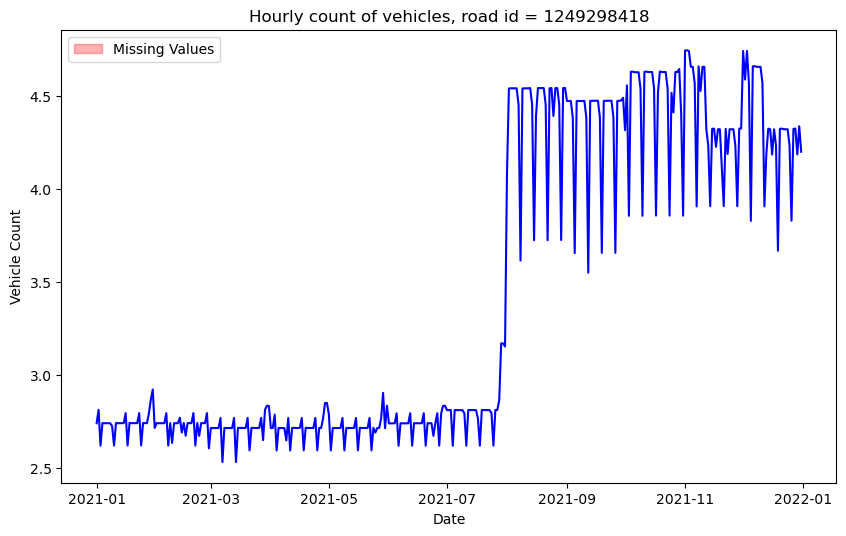 Hourly count of vehicles, road id = 1249298418
Missing Values
Vehicle Count
4.5
4.0
3.5
3.0
2.5
2021-01 2021-03 2021-05 2021-07 2021-09 2021-11 2022-01
Date